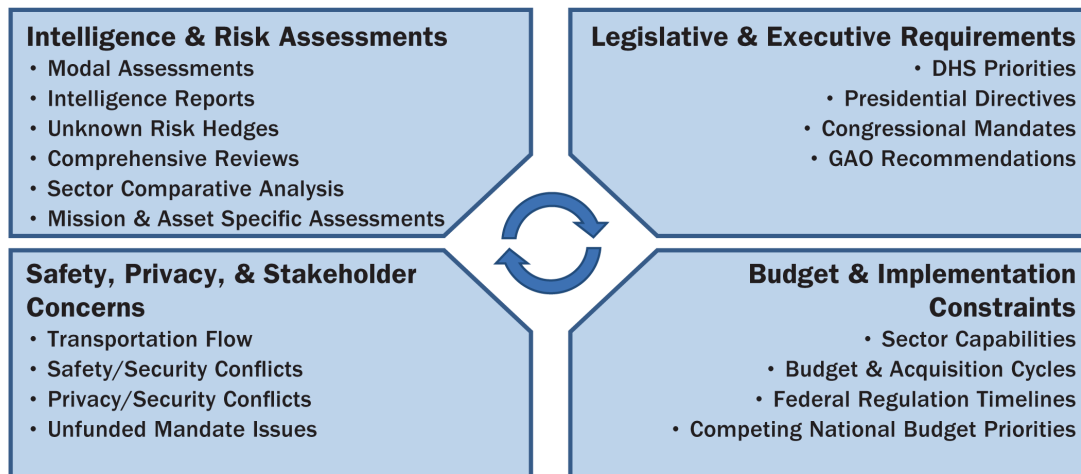 Intelligence & Risk Assessments
• Modal Assessments
• Intelligence Reports
• Unknown Risk Hedges
• Comprehensive Reviews
• Sector Comparative Analysis
• Mission & Asset Specific Assessments
Legislative & Executive Requirements
• DHS Priorities
• Presidential Directives
• Congressional Mandates
• GAO Recommendations
Safety, Privacy, & Stakeholder
Concerns
• Transportation Flow
• Safety/Security Conflicts
• Privacy/Security Conflicts
• Unfunded Mandate Issues
Budget & Implementation
Constraints
• Sector Capabilities
• Budget & Acquisition Cycles
• Federal Regulation Timelines
• Competing National Budget Priorities